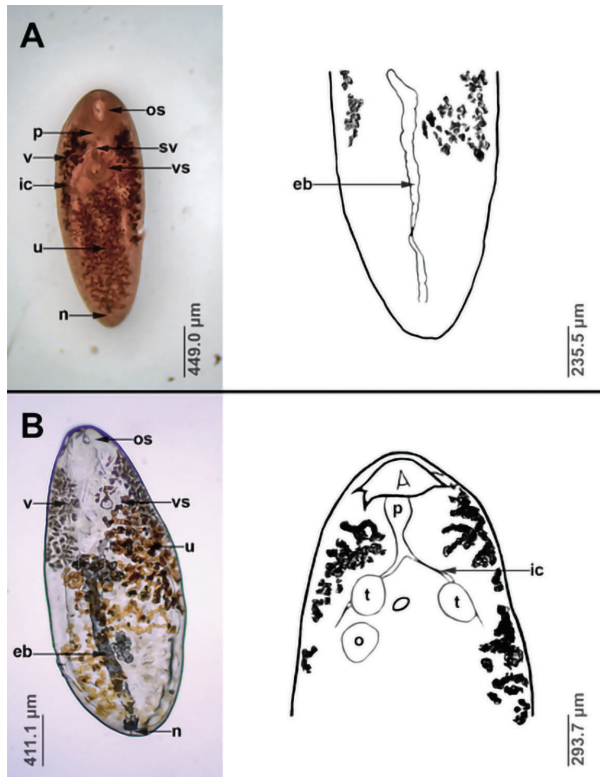 A
os
p
sv
v
vs
ic
u
n
449.0 µm
eb
235.5 µm
B
os
v
vs
u
eb
n
411.1 µm
p
ic
t
t
o
293.7 µm